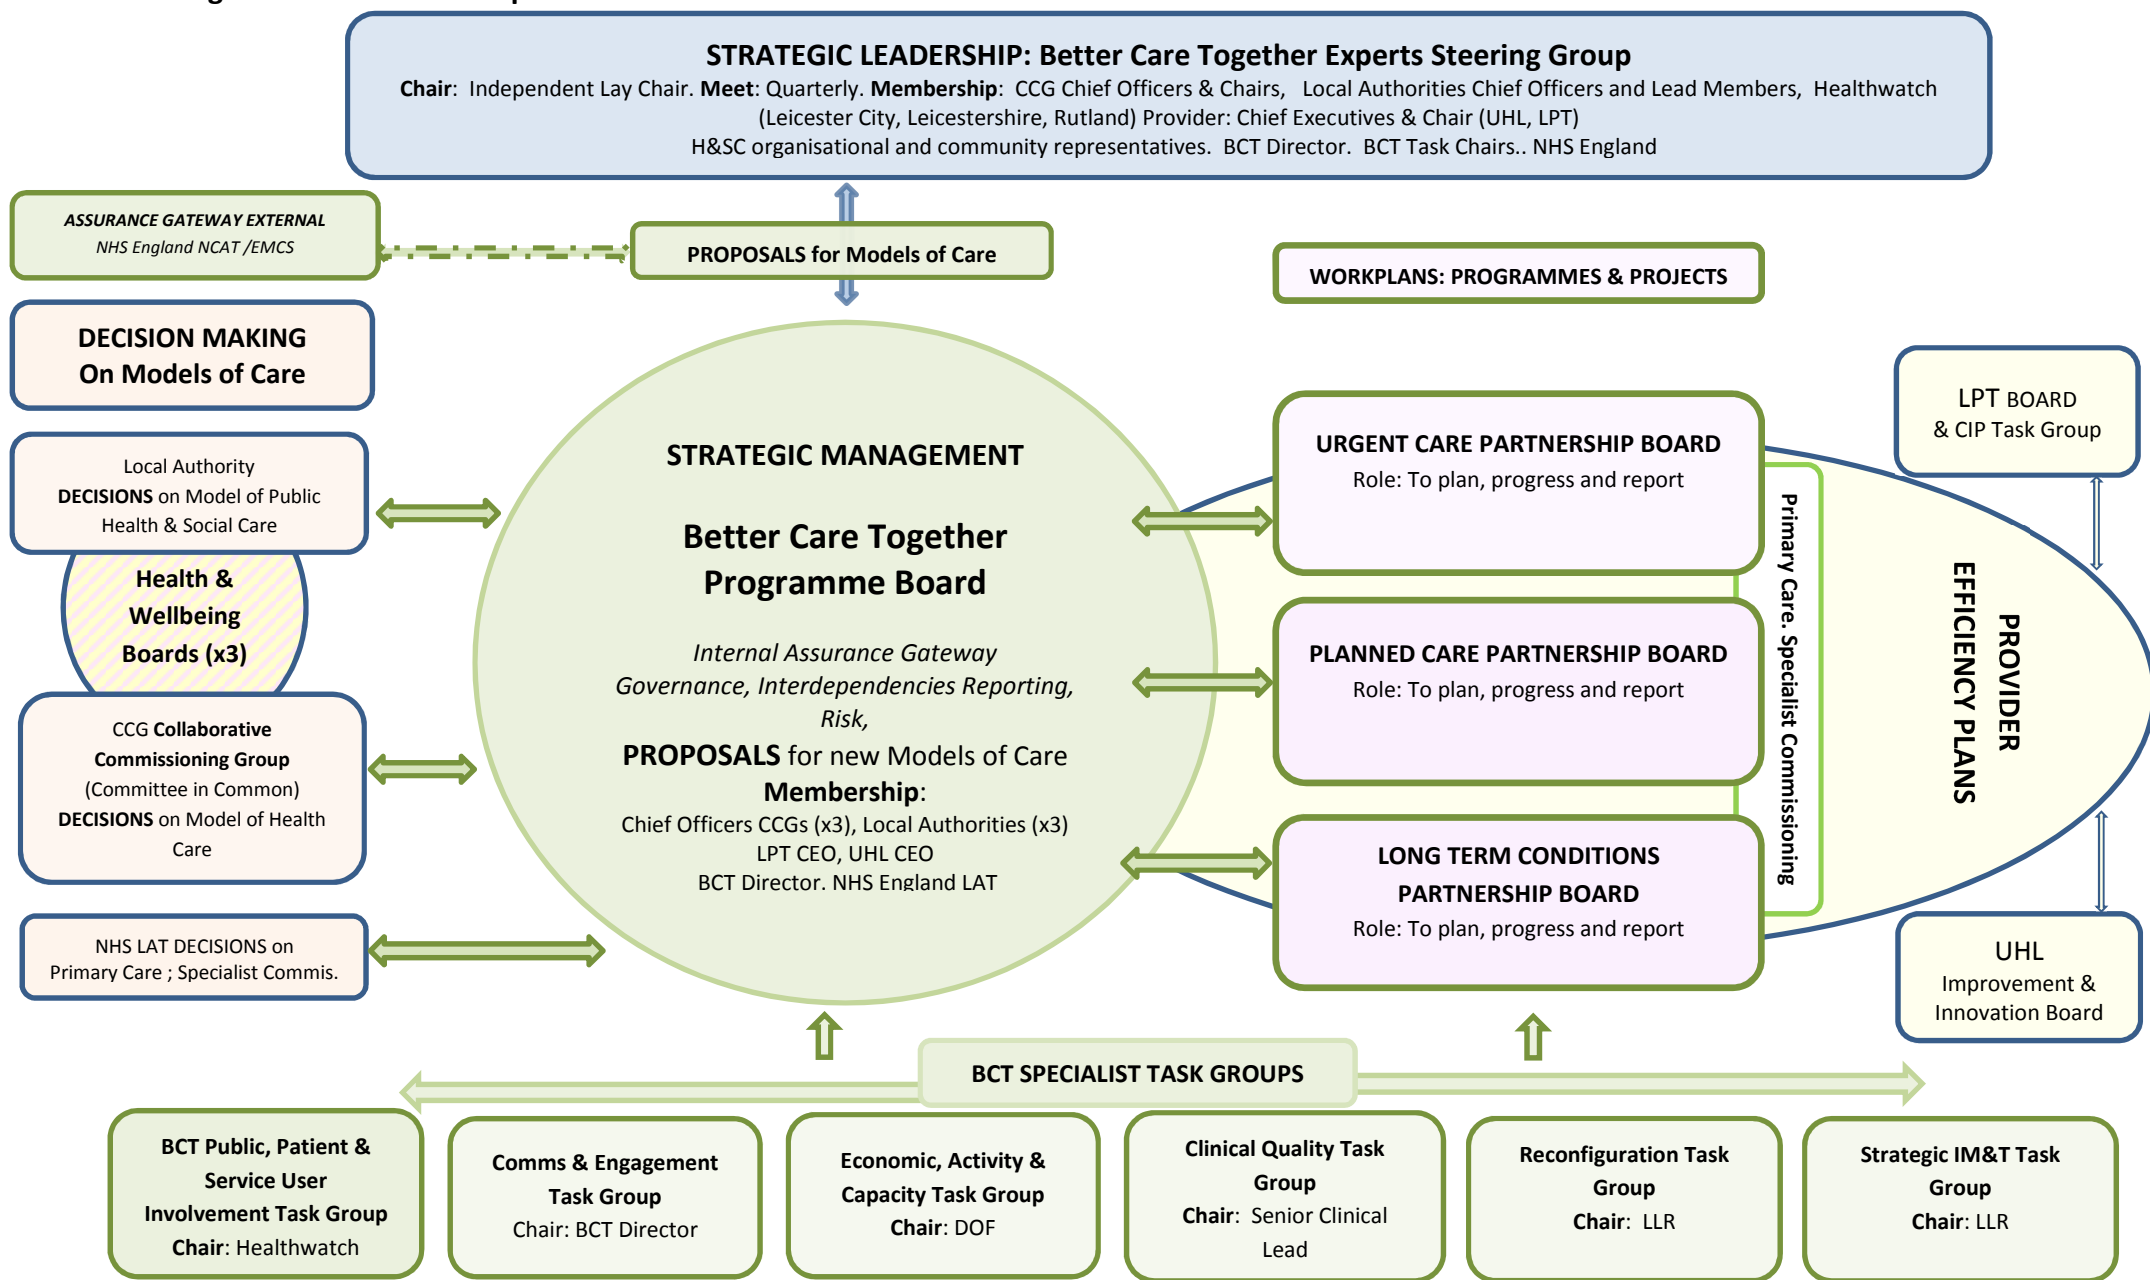 STRATEGIC LEADERSHIP: Better Care Together Experts Steering Group
Chair: Independent Lay Chair. Meet: Quarterly. Membership: CCG Chief Officers & Chairs, Local Authorities Chief Officers and Lead Members, Healthwatch
(Leicester City, Leicestershire, Rutland) Provider: Chief Executives & Chair (UHL, LPT)
H&SC organisational and community representatives. BCT Director. BCT Task Chairs.. NHS England
ASSURANCE GATEWAY EXTERNAL
NHS England NCAT /EMCS
PROPOSALS for Models of Care
WORKPLANS: PROGRAMMES & PROJECTS
DECISION MAKING
On Models of Care
Local Authority
DECISIONS on Model of Public
Health & Social Care
Health &
Wellbeing
Boards (x3)
CCG Collaborative
Commissioning Group
(Committee in Common)
DECISIONS on Model of Health
Care
NHS LAT DECISIONS on
Primary Care ; Specialist Commis.
STRATEGIC MANAGEMENT
Better Care Together
Programme Board
Internal Assurance Gateway
Governance, Interdependencies Reporting,
Risk,
PROPOSALS for new Models of Care
Membership:
Chief Officers CCGs (x3), Local Authorities (x3)
LPT CEO, UHL CEO
BCT Director. NHS England LAT
URGENT CARE PARTNERSHIP BOARD
Role: To plan, progress and report
PLANNED CARE PARTNERSHIP BOARD
Role: To plan, progress and report
LONG TERM CONDITIONS
PARTNERSHIP BOARD
Role: To plan, progress and report
Primary Care. Specialist Commissioning
PROVIDER
EFFICIENCY PLANS
LPT BOARD
& CIP Task Group
UHL
Improvement &
Innovation Board
BCT SPECIALIST TASK GROUPS
BCT Public, Patient &
Service User
Involvement Task Group
Chair: Healthwatch
Comms & Engagement
Task Group
Chair: BCT Director
Economic, Activity &
Capacity Task Group
Chair: DOF
Clinical Quality Task
Group
Chair: Senior Clinical
Lead
Reconfiguration Task
Group
Chair: LLR
Strategic IM&T Task
Group
Chair: LLR